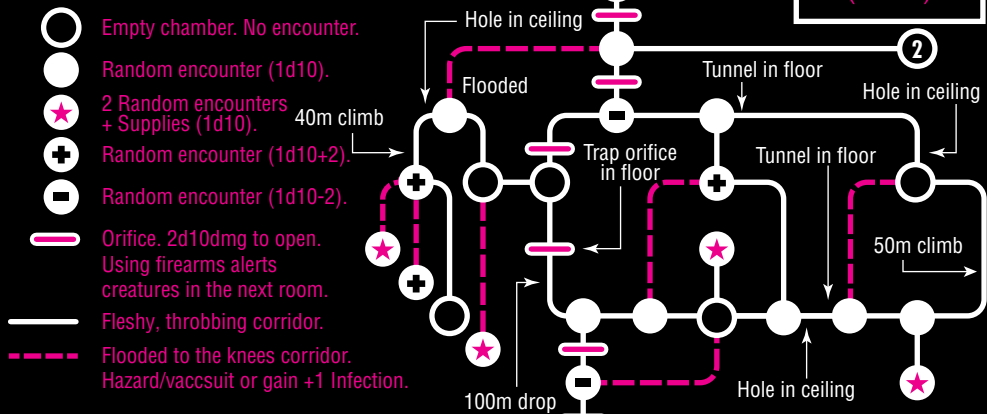 Empty chamber. No encounter.
Random encounter (1d10).
2 Random encounters
+ Supplies (1d10).
Random encounter (1d10+2).
Random encounter (1d10-2).
Orifice. 2d10dmg to open.
Using firearms alerts
creatures in the next room.
Fleshy, throbbing corridor.
Flooded to the knees corridor.
Hazard/vaccsuit or gain +1 Infection.
Hole in ceiling
Flooded
40m climb
2
Tunnel in floor
Hole in ceiling
Trap orifice
in floor
Tunnel in floor
50m climb
100m drop
Hole in ceiling